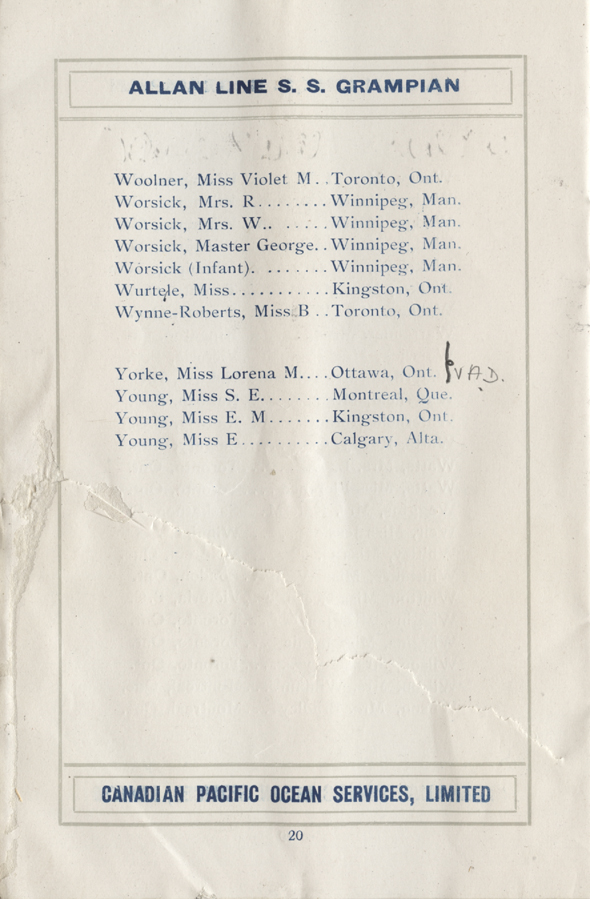 ALLAN LINE S. S. GRAMPIAN
Woolner, Miss Violet M. . Toronto, Ont.
Worsick, Mrs. R. . . . . . . . Winnipeg, Man.
Worsick, Mrs. W. . . . . . . Winnipeg, Man.
Worsick, Master George. . Winnipeg, Man.
Worsick (Infant). . . . . . . . Winnipeg, Man.
Wurtele, Miss. . . . . . . . . . . Kingston, Ont.
Wynne-Roberts, Miss B . . Toronto, Ont.
Yorke, Miss Lorena M. . . . Ottawa, Ont. V.A.D.
Young, Miss S. E. . . . . . . . Montreal, Que.
Young, Miss E. M. . . . . . . Kingston, Ont.
Young, Miss E . . . . . . . . . . Calgary, Alta.
CANADIAN PACIFIC OCEAN SERVICES, LIMITED
20